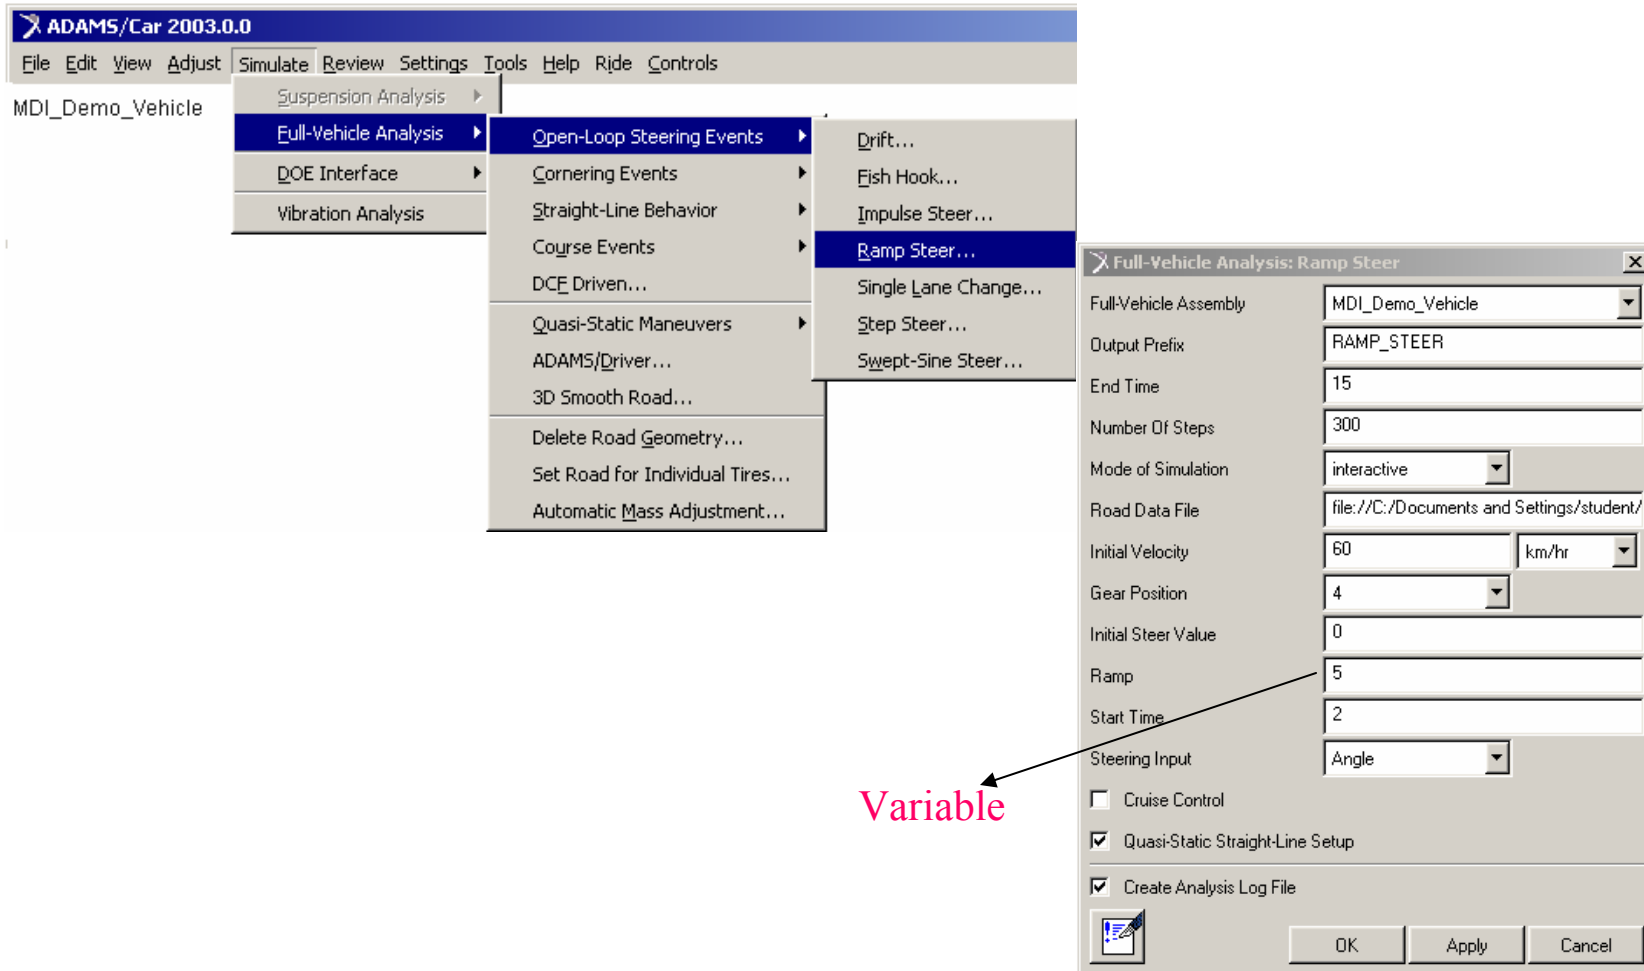 ADAMS/Car 2003.0.0
File Edit View Adjust Simulate Review Settings Tools Help Ride Controls
MDI_Demo_Vehicle
Suspension Analysis
Full-Vehicle Analysis
DOE Interface
Vibration Analysis
Open-Loop Steering Events
Cornering Events
Straight-Line Behavior
Course Events
DCF Driven...
Quasi-Static Maneuvers
ADAMS/Driver...
3D Smooth Road...
Delete Road Geometry...
Set Road for Individual Tires...
Automatic Mass Adjustment...
Drift...
Fish Hook...
Impulse Steer...
Ramp Steer...
Single Lane Change...
Step Steer...
Swept-Sine Steer...
Full-Vehicle Analysis: Ramp Steer
Full-Vehicle Assembly MDI_Demo_Vehicle
Output Prefix RAMP_STEER
End Time 15
Number Of Steps 300
Mode of Simulation interactive
Road Data File file://C:/Documents and Settings/student/
Initial Velocity 60 km/hr
Gear Position 4
Initial Steer Value 0
Ramp 5
Start Time 2
Steering Input Angle
Variable
Cruise Control
Quasi-Static Straight-Line Setup
Create Analysis Log File
OK Apply Cancel